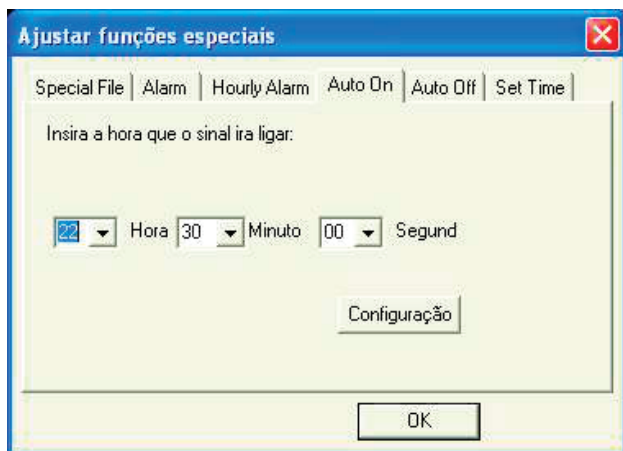 Ajustar funções especiais
Special File Alarm Hourly Alarm Auto On Auto Off Set Time
Insira a hora que o sinal ira ligar:
22 Hora 30 Minuto 00 Segund
Configuração
OK